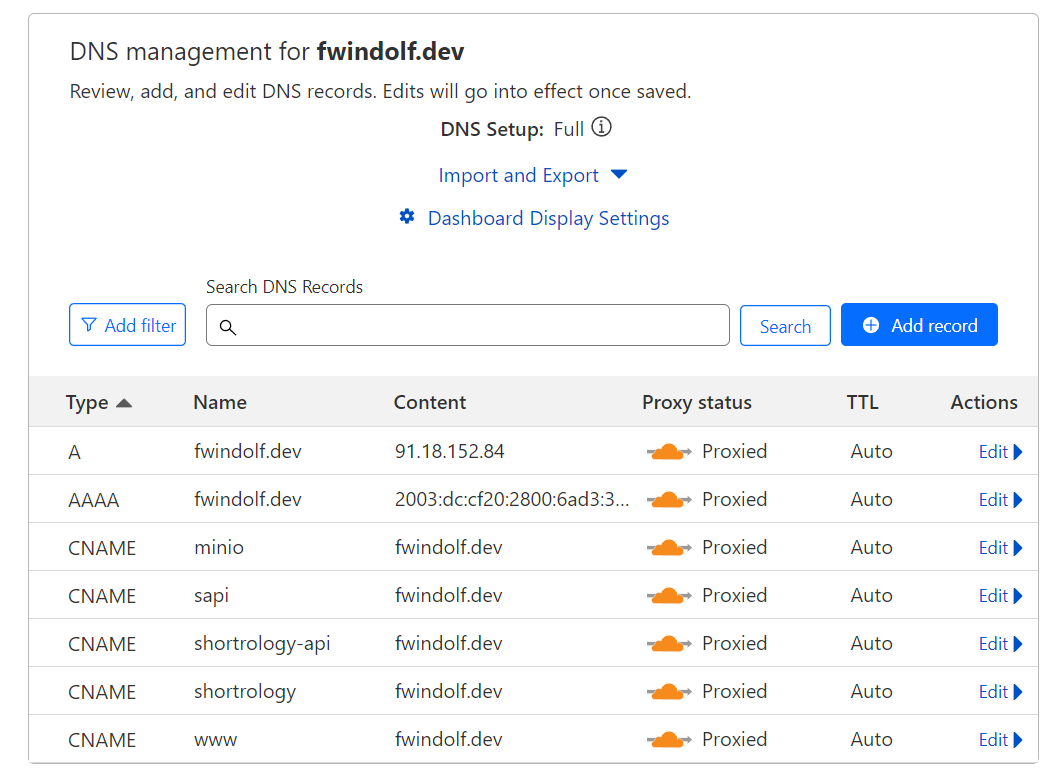 DNS management for fwindolf.dev
Review, add, and edit DNS records. Edits will go into effect once saved.
DNS Setup: Full
Import and Export
Dashboard Display Settings
Search DNS Records
Add filter Search Add record
Type Name Content Proxy status TTL Actions
A fwindolf.dev 91.18.152.84 Proxied Auto Edit
AAAA fwindolf.dev 2003:dc:cf20:2800:6ad3:3... Proxied Auto Edit
CNAME minio fwindolf.dev Proxied Auto Edit
CNAME sapi fwindolf.dev Proxied Auto Edit
CNAME shortrology-api fwindolf.dev Proxied Auto Edit
CNAME shortrology fwindolf.dev Proxied Auto Edit
CNAME www fwindolf.dev Proxied Auto Edit